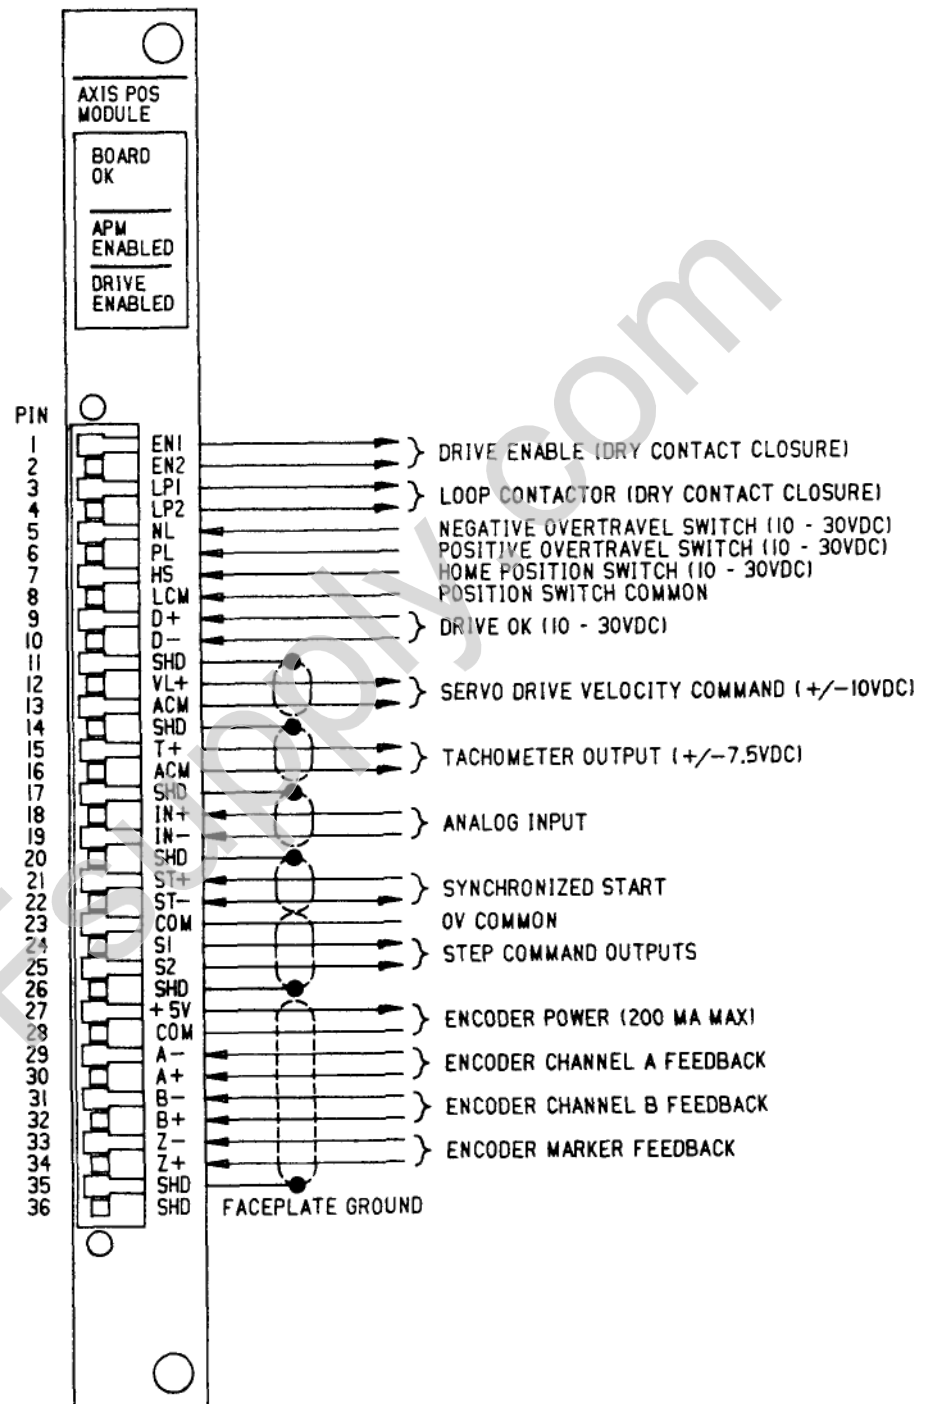 AXIS POS
MODULE
BOARD
OK
APM
ENABLED
DRIVE
ENABLED
PIN
1 EN1
2 EN2
DRIVE ENABLE (DRY CONTACT CLOSURE)
3 LP1
4 LP2
LOOP CONTACTOR (DRY CONTACT CLOSURE)
5 NL NEGATIVE OVERTRAVEL SWITCH (10 - 30VDC)
6 PL POSITIVE OVERTRAVEL SWITCH (10 - 30VDC)
7 HS HOME POSITION SWITCH (10 - 30VDC)
8 LCM POSITION SWITCH COMMON
9 D+
10 D-
DRIVE OK (10 - 30VDC)
11 SHD
12 VL+
13 ACM
SERVO DRIVE VELOCITY COMMAND (+/-10VDC)
14 SHD
15 T+
16 ACM
TACHOMETER OUTPUT (+/-7.5VDC)
17 SHD
18 IN+
19 IN-
ANALOG INPUT
20 SHD
21 ST+
22 ST-
SYNCHRONIZED START
23 COM 0V COMMON
24 S1
25 S2
STEP COMMAND OUTPUTS
26 SHD
27 +5V
28 COM
ENCODER POWER (200 MA MAX)
29 A-
30 A+
ENCODER CHANNEL A FEEDBACK
31 B-
32 B+
ENCODER CHANNEL B FEEDBACK
33 Z-
34 Z+
ENCODER MARKER FEEDBACK
35 SHD
36 SHD FACEPLATE GROUND
supply.com